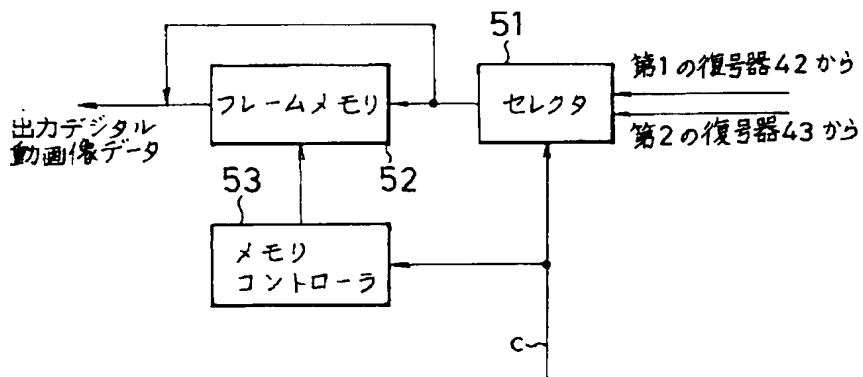 51
第1の復号器42から
セレクタ
第2の復号器43から
フレームメモリ
出力デジタル
動画像データ
52
53
メモリ
コントローラ
C